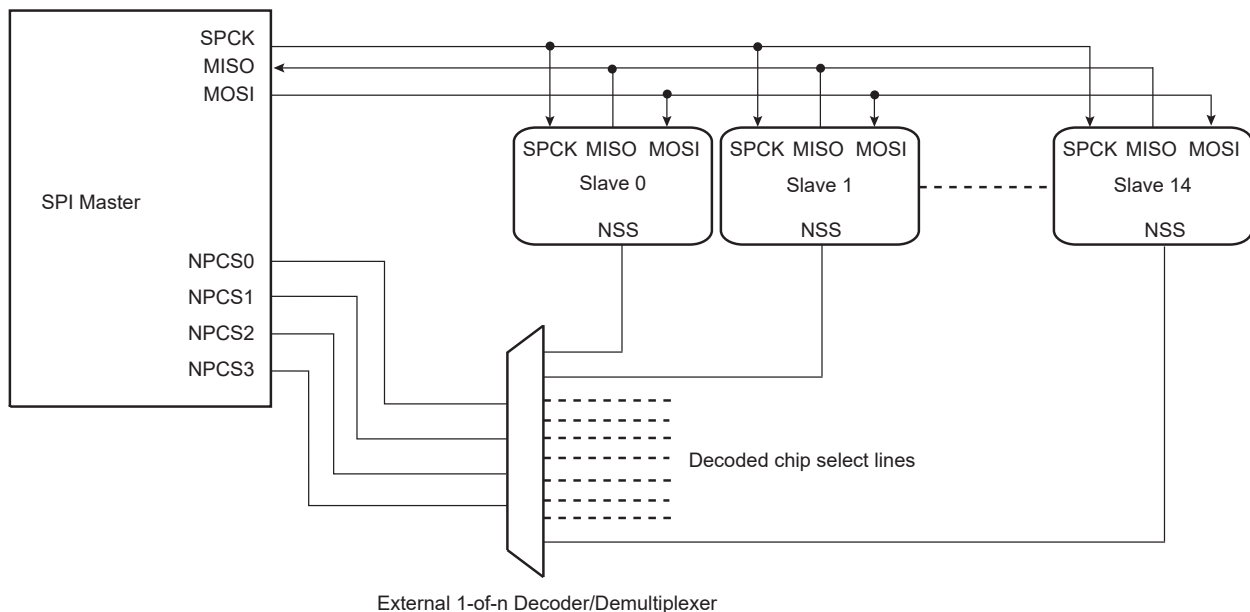 SPCK
MISO
MOSI
SPI Master
NPCS0
NPCS1
NPCS2
NPCS3
SPCK MISO MOSI
Slave 0
NSS
SPCK MISO MOSI
Slave 1
NSS
SPCK MISO MOSI
Slave 14
NSS
Decoded chip select lines
External 1-of-n Decoder/Demultiplexer